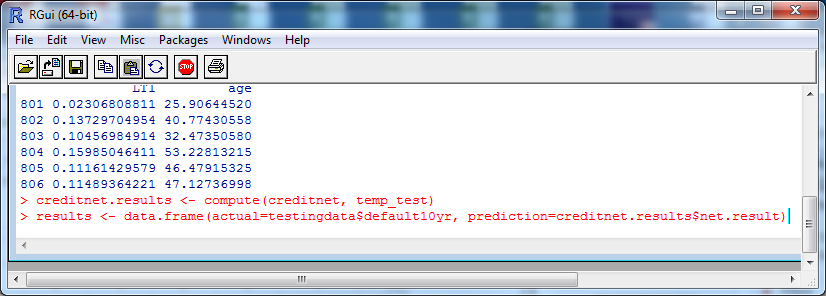 RGui (64-bit)
File Edit View Misc Packages Windows Help
STOP
LTI age
801 0.02306808811 25.90644520
802 0.13729704954 40.77430558
803 0.10456984914 32.47350580
804 0.15985046411 53.22813215
805 0.11161429579 46.47915325
806 0.11489364221 47.12736998
> creditnet.results <- compute(creditnet, temp_test)
> results <- data.frame(actual=testingdata$default10yr, prediction=creditnet.results$net.result)